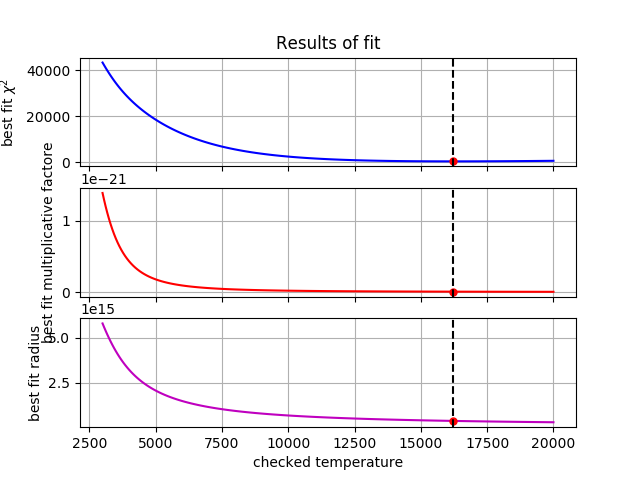 Results of fit
best fit χ²
40000
20000
0
1e−21
best fit multiplicative factore
1
0
1e15
best fit radius
5.0
2.5
2500 5000 7500 10000 12500 15000 17500 20000
checked temperature